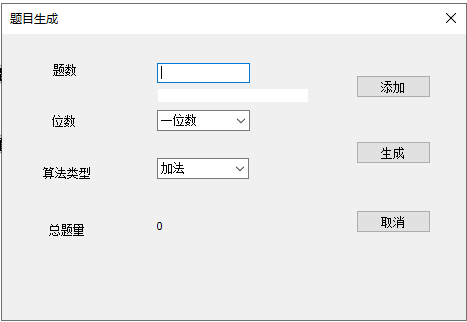 题目生成
题数
添加
位数
一位数
生成
算法类型
加法
总题量
0
取消